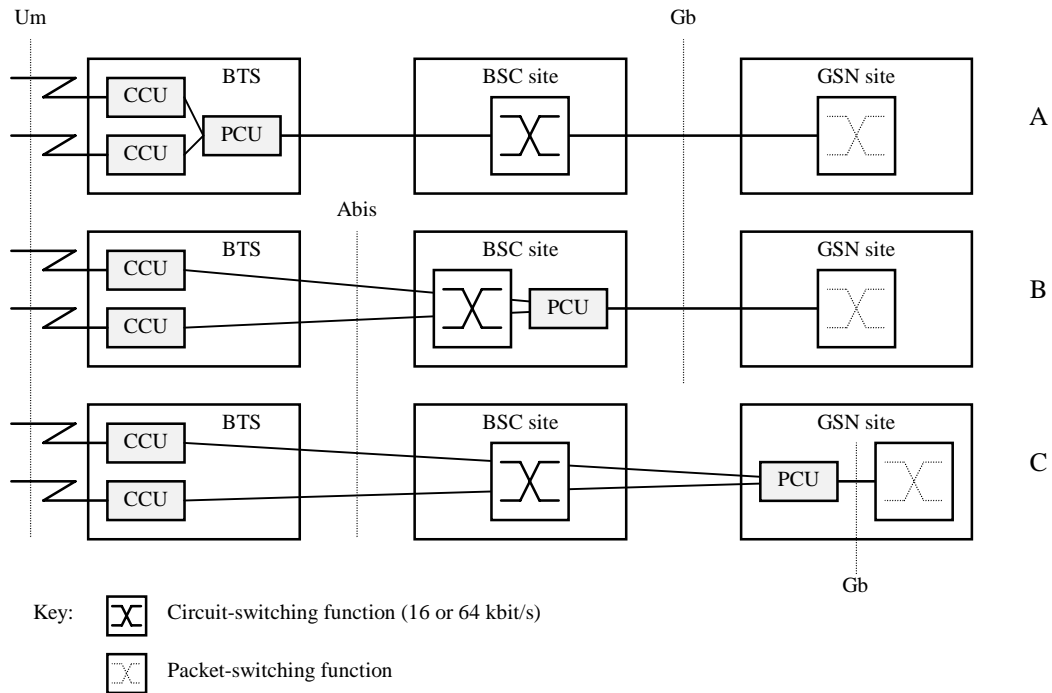 Um
Gb
BTS
BSC site
GSN site
CCU
PCU
CCU
A
Abis
BTS
BSC site
GSN site
CCU
PCU
CCU
B
BTS
BSC site
GSN site
CCU
PCU
CCU
C
Gb
Key:
Circuit-switching function (16 or 64 kbit/s)
Packet-switching function